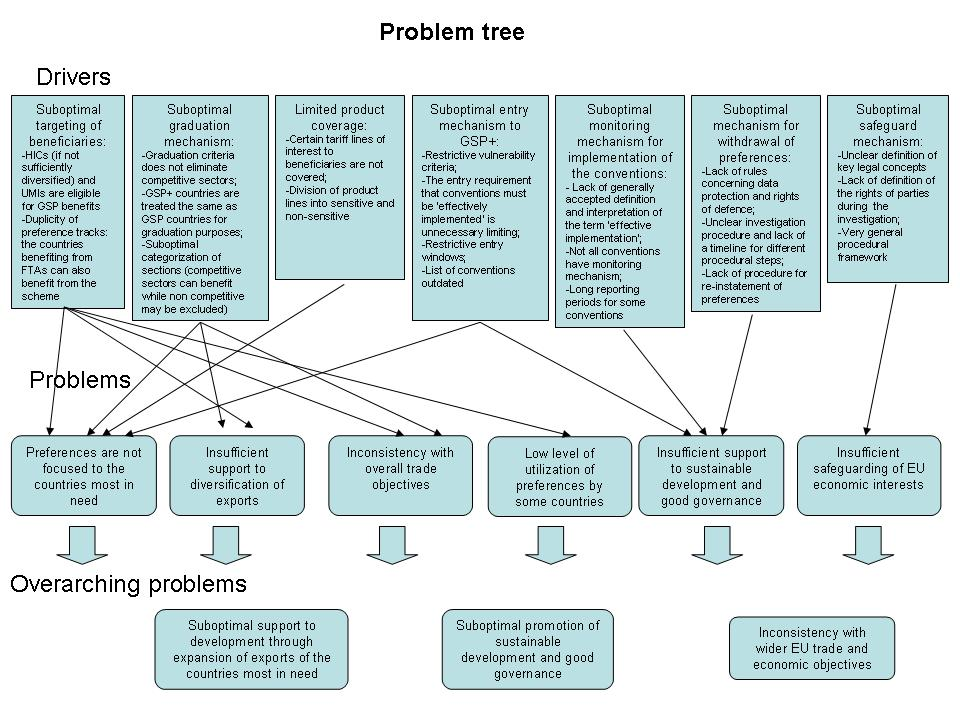 Problem tree
Drivers
Suboptimal
targeting of
beneficiaries:
-HICs (if not
sufficiently
diversified) and
UMIs are eligible
for GSP benefits
-Duplicity of
preference tracks:
the countries
benefiting from
FTAs can also
benefit from the
scheme
Suboptimal
graduation
mechanism:
-Graduation criteria
does not eliminate
competitive sectors;
-GSP+ countries are
treated the same as
GSP countries for
graduation purposes;
-Suboptimal
categorization of
sections (competitive
sectors can benefit
while non competitive
may be excluded)
Limited product
coverage:
-Certain tariff lines of
interest to
beneficiaries are not
covered;
-Division of product
lines into sensitive and
non-sensitive
Suboptimal entry
mechanism to
GSP+:
-Restrictive vulnerability
criteria;
-The entry requirement
that conventions must
be 'effectively
implemented' is
unnecessary limiting;
-Restrictive entry
windows;
-List of conventions
outdated
Suboptimal
monitoring
mechanism for
implementation of
the conventions:
- Lack of generally
accepted definition
and interpretation of
the term 'effective
implementation';
-Not all conventions
have monitoring
mechanism;
-Long reporting
periods for some
conventions
Suboptimal
mechanism for
withdrawal of
preferences:
-Lack of rules
concerning data
protection and rights
of defence;
-Unclear investigation
procedure and lack of
a timeline for different
procedural steps;
-Lack of procedure for
re-instatement of
preferences
Suboptimal
safeguard
mechanism:
-Unclear definition of
key legal concepts
-Lack of definition of
the rights of parties
during the
investigation;
-Very general
procedural
framework
Problems
Preferences are not
focused to the
countries most in
need
Insufficient
support to
diversification of
exports
Inconsistency with
overall trade
objectives
Low level of
utilization of
preferences by
some countries
Insufficient support
to sustainable
development and
good governance
Insufficient
safeguarding of EU
economic interests
Overarching problems
Suboptimal support to
development through
expansion of exports of the
countries most in need
Suboptimal promotion of
sustainable
development and good
governance
Inconsistency with
wider EU trade and
economic objectives